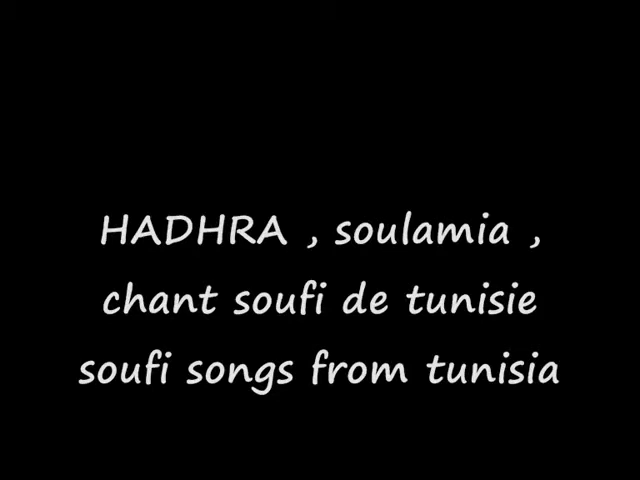 HADHRA , soulamia ,
chant soufi de tunisie
soufi songs from tunisia